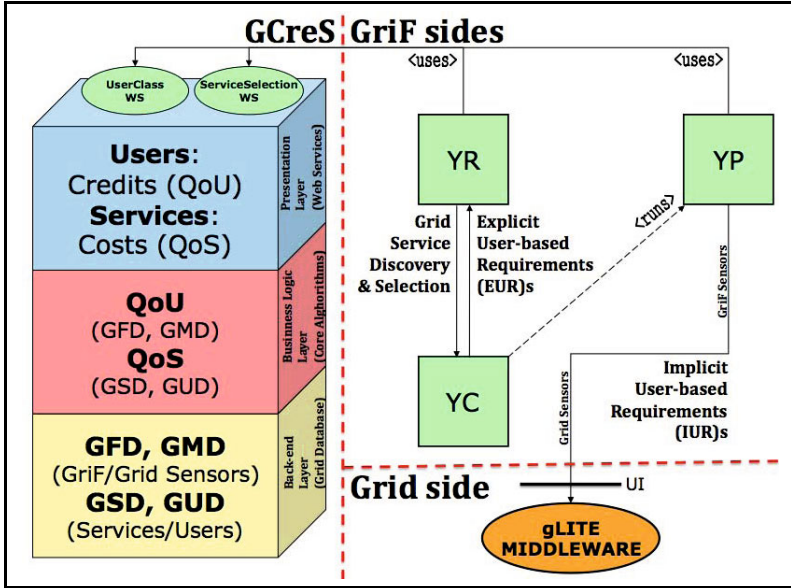 GCreS
GriF sides
UserClass
WS
ServiceSelection
WS
Users:
Credits (QoU)
Services:
Costs (QoS)
Presentation
Layer
(Web Services)
QoU
(GFD, GMD)
QoS
(GSD, GUD)
Businness Logic
Layer
(Core Alghorithms)
GFD, GMD
(GriF/Grid Sensors)
GSD, GUD
(Services/Users)
Back-end
Layer
(Grid Database)
<uses>
<uses>
YR
YP
Grid
Service
Discovery
& Selection
Explicit
User-based
Requirements
(EUR)s
<runs>
GriF Sensors
YC
Grid Sensors
Implicit
User-based
Requirements
(IUR)s
Grid side
UI
gLITE
MIDDLEWARE